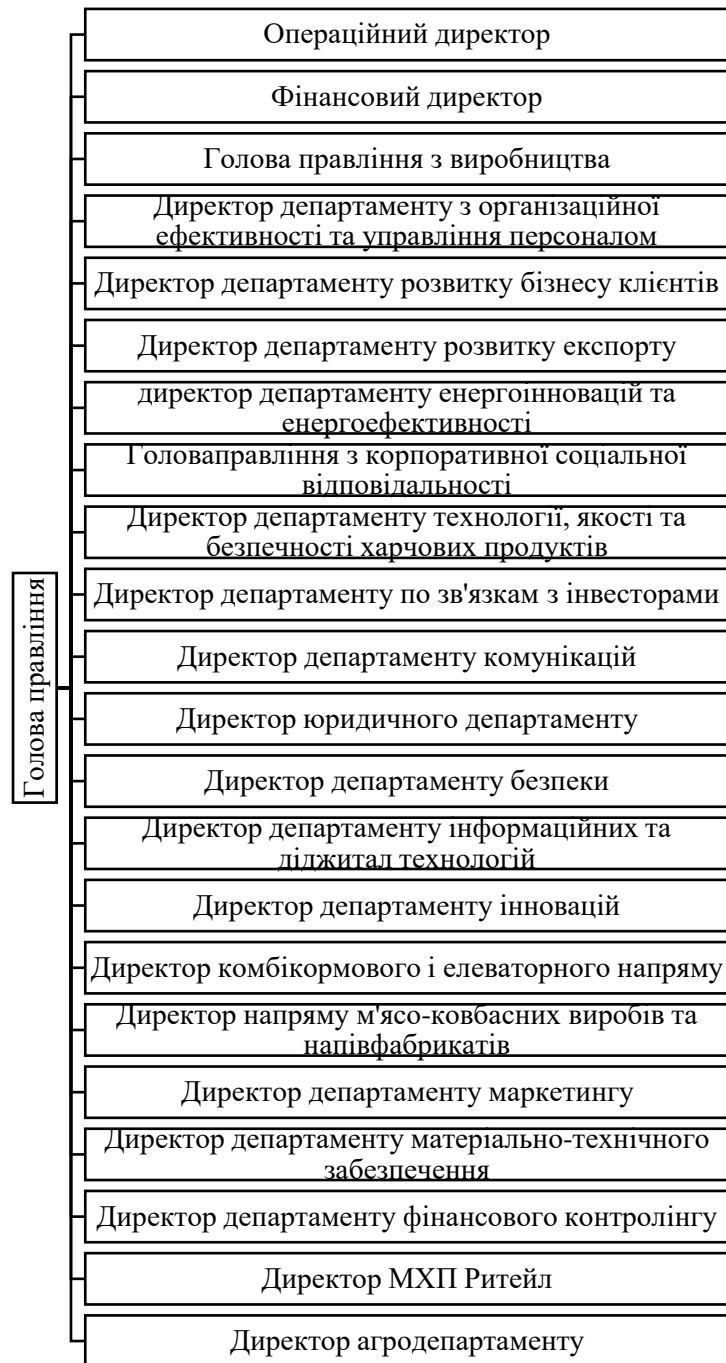 Операційний директор
Фінансовий директор
Голова правління з виробництва
Директор департаменту з організаційної
ефективності та управління персоналом
Директор департаменту розвитку бізнесу клієнтів
Директор департаменту розвитку експорту
директор департаменту енергоінновацій та
енергоефективності
Головаправління з корпоративної соціальної
відповідальності
Директор департаменту технології, якості та
безпечності харчових продуктів
Голова правління
Директор департаменту по зв'язкам з інвесторами
Директор департаменту комунікацій
Директор юридичного департаменту
Директор департаменту безпеки
Директор департаменту інформаційних та
діджитал технологій
Директор департаменту інновацій
Директор комбікормового і елеваторного напряму
Директор напряму м'ясо-ковбасних виробів та
напівфабрикатів
Директор департаменту маркетингу
Директор департаменту матеріально-технічного
забезпечення
Директор департаменту фінансового контролінгу
Директор МХП Ритейл
Директор агродепартаменту